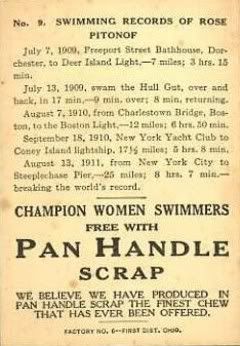 No. 9. SWIMMING RECORDS OF ROSE
PITONOF
July 7, 1909, Freeport Street Bathhouse, Dor-
chester, to Deer Island Light,—7 miles; 3 hrs. 15
min.
July 13, 1909, swam the Hull Gut, over and
back, in 17 min.,—9 min. over; 8 min. returning.
August 7, 1910, from Charlestown Bridge, Bos-
ton, to the Boston Light,—12 miles; 6 hrs. 50 min.
September 18, 1910, New York Yacht Club to
Coney Island lightship, 17½ miles; 5 hrs. 8 min.
August 13, 1911, from New York City to
Steeplechase Pier,—25 miles; 8 hrs. 7 min.—
breaking the world's record.
CHAMPION WOMEN SWIMMERS
FREE WITH
PAN HANDLE
SCRAP
WE BELIEVE WE HAVE PRODUCED IN
PAN HANDLE SCRAP THE FINEST CHEW
THAT HAS EVER BEEN OFFERED.
FACTORY NO. 6—FIRST DIST. OHIO.